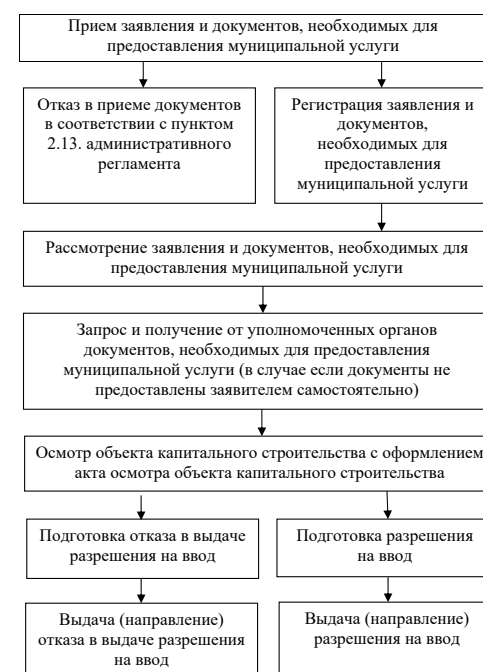 Прием заявления и документов, необходимых для
предоставления муниципальной услуги
Отказ в приеме документов
в соответствии с пунктом
2.13. административного
регламента
Регистрация заявления и
документов,
необходимых для
предоставления
муниципальной услуги
Рассмотрение заявления и документов, необходимых для
предоставления муниципальной услуги
Запрос и получение от уполномоченных органов
документов, необходимых для предоставления
муниципальной услуги (в случае если документы не
предоставлены заявителем самостоятельно)
Осмотр объекта капитального строительства с оформлением
акта осмотра объекта капитального строительства
Подготовка отказа в выдаче
разрешения на ввод
Подготовка разрешения
на ввод
Выдача (направление)
отказа в выдаче разрешения
на ввод
Выдача (направление)
разрешения на ввод